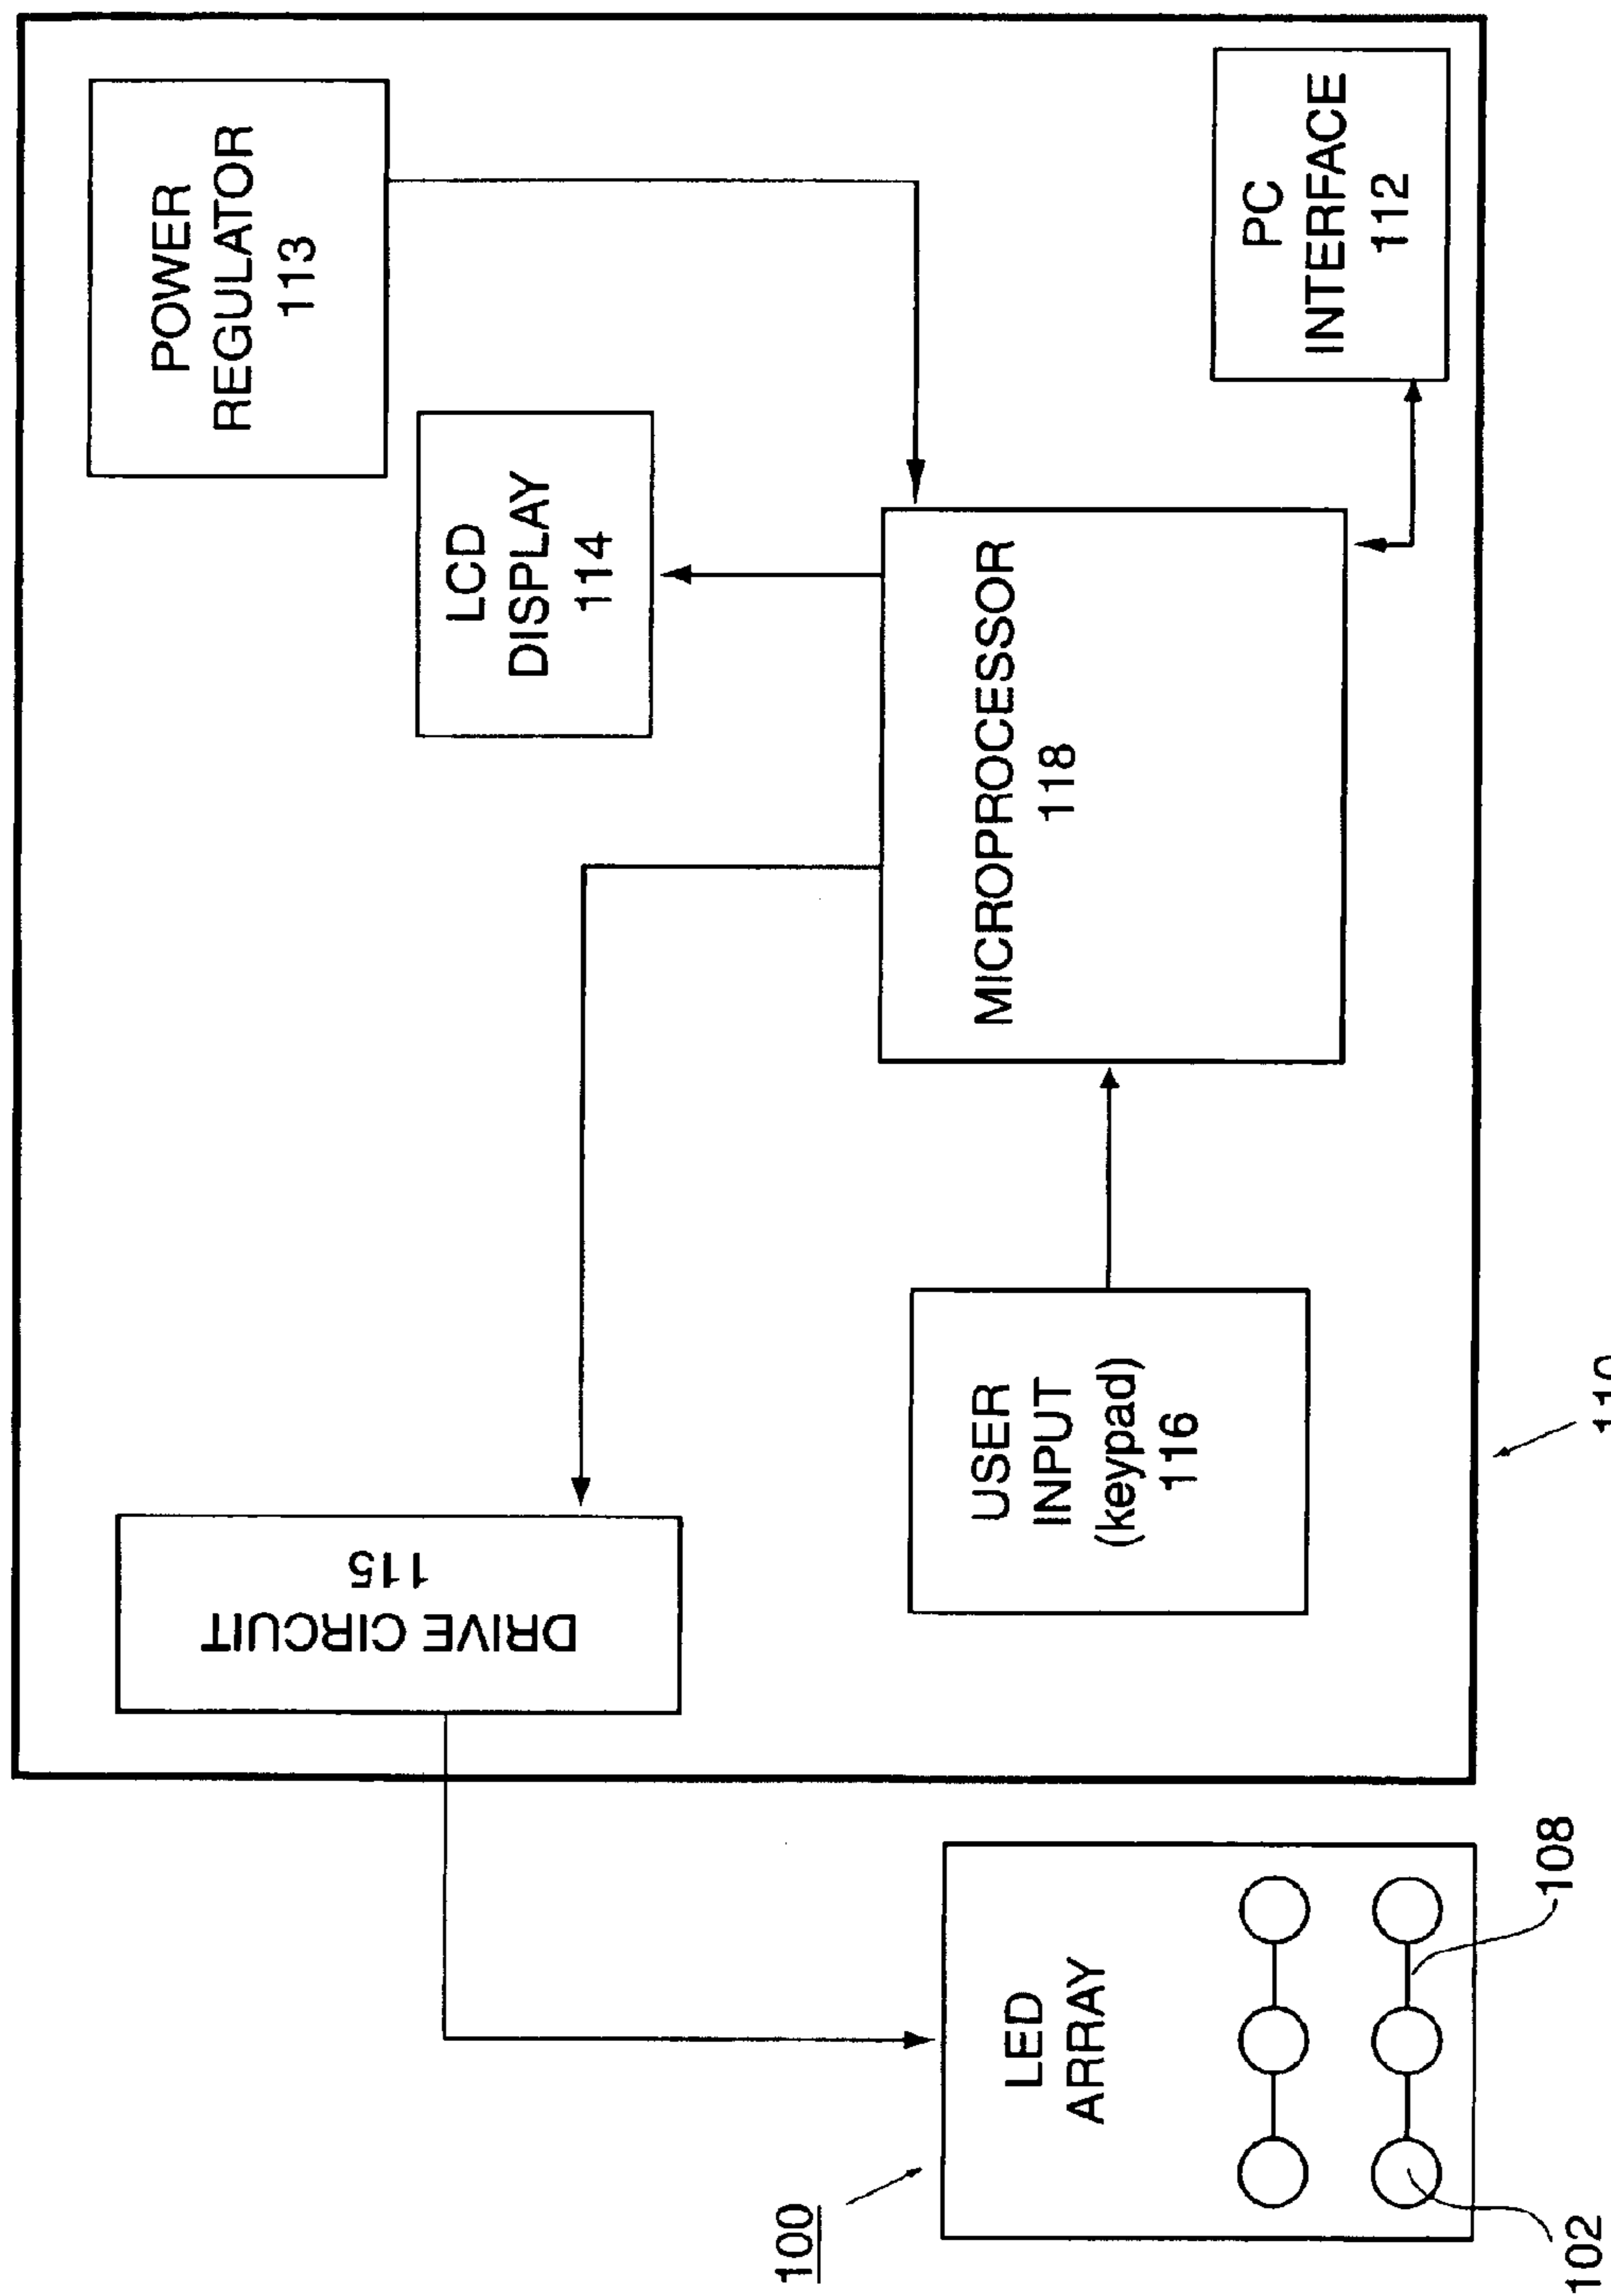 POWER
REGULATOR
113
LCD
DISPLAY
114
PC
INTERFACE
112
MICROPROCESSOR
118
DRIVE CIRCUIT
115
USER
INPUT
(keypad)
116
LED
ARRAY
100
108
102